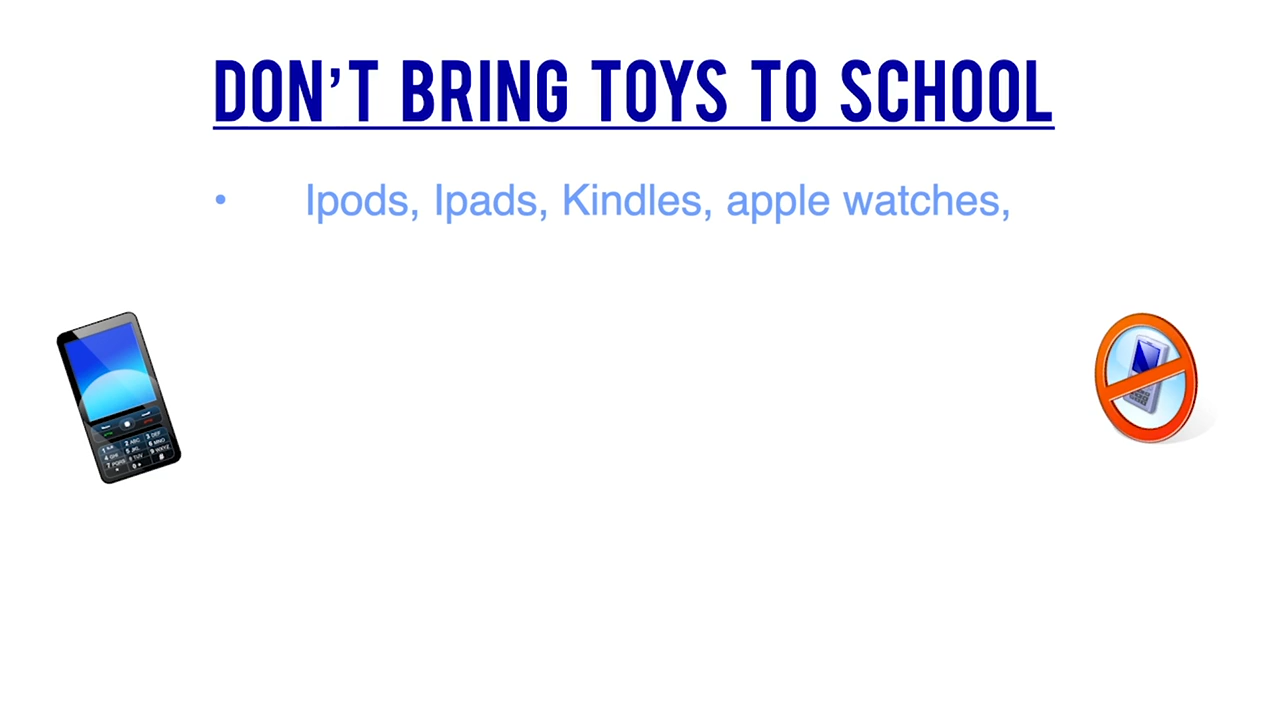 DON'T BRING TOYS TO SCHOOL
• Ipods, Ipads, Kindles, apple watches,